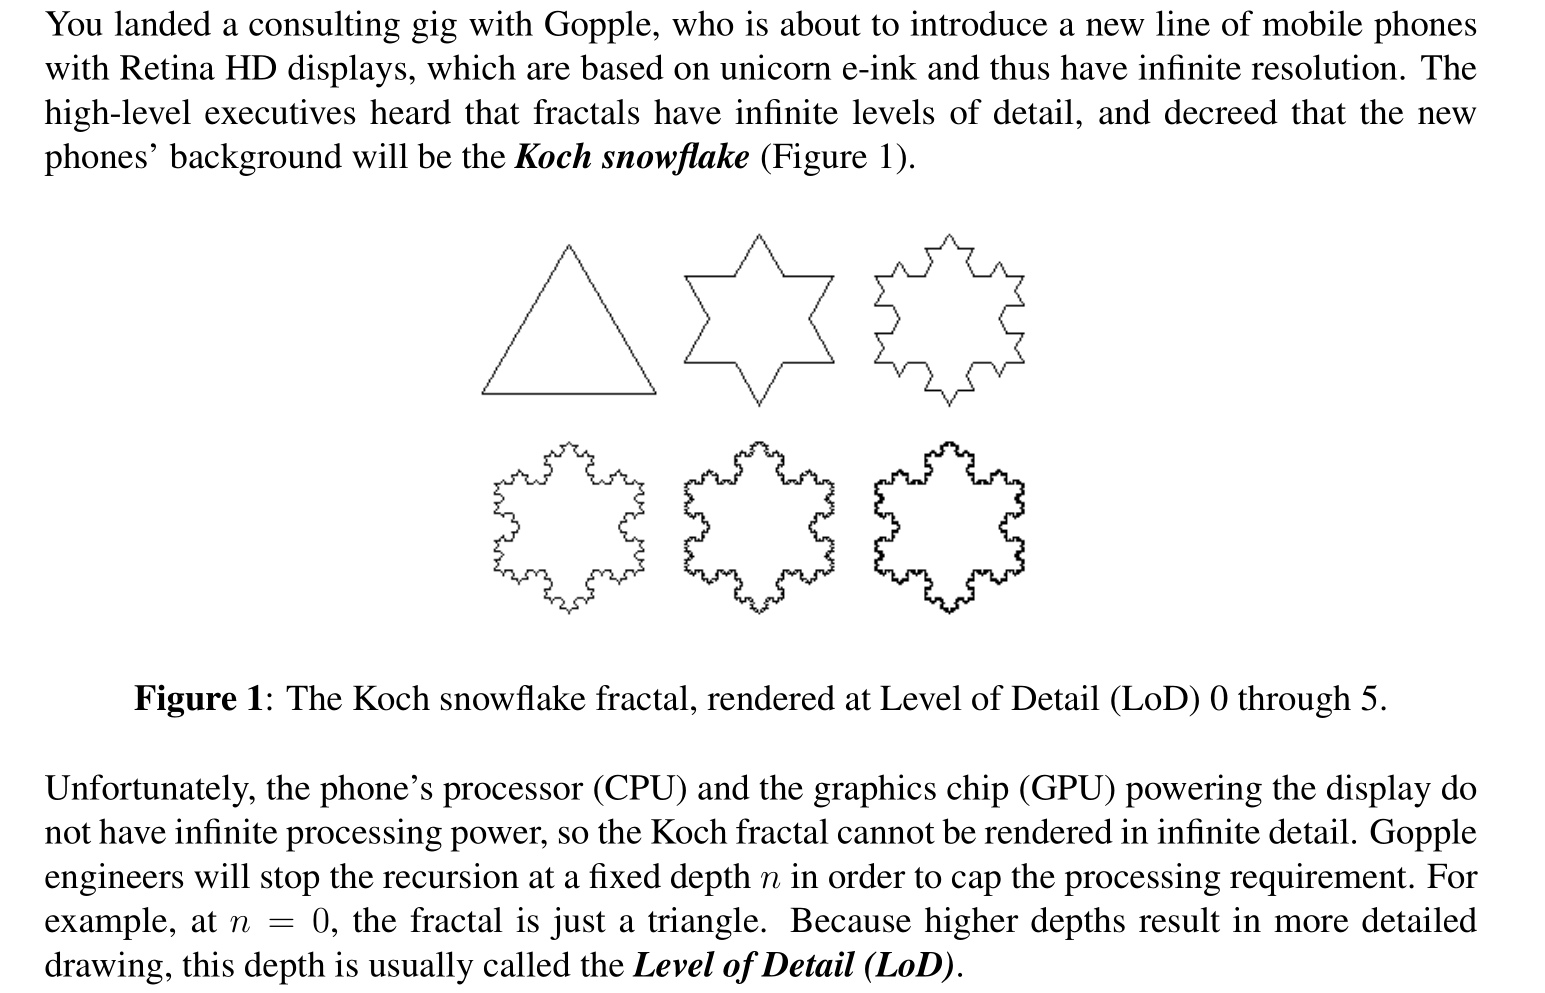 You landed a consulting gig with Gopple, who is about to introduce a new line of mobile phones
with Retina HD displays, which are based on unicorn e-ink and thus have infinite resolution. The
high-level executives heard that fractals have infinite levels of detail, and decreed that the new
phones’ background will be the Koch snowflake (Figure 1).
Figure 1: The Koch snowflake fractal, rendered at Level of Detail (LoD) 0 through 5.
Unfortunately, the phone’s processor (CPU) and the graphics chip (GPU) powering the display do
not have infinite processing power, so the Koch fractal cannot be rendered in infinite detail. Gopple
engineers will stop the recursion at a fixed depth n in order to cap the processing requirement. For
example, at n = 0, the fractal is just a triangle. Because higher depths result in more detailed
drawing, this depth is usually called the Level of Detail (LoD).